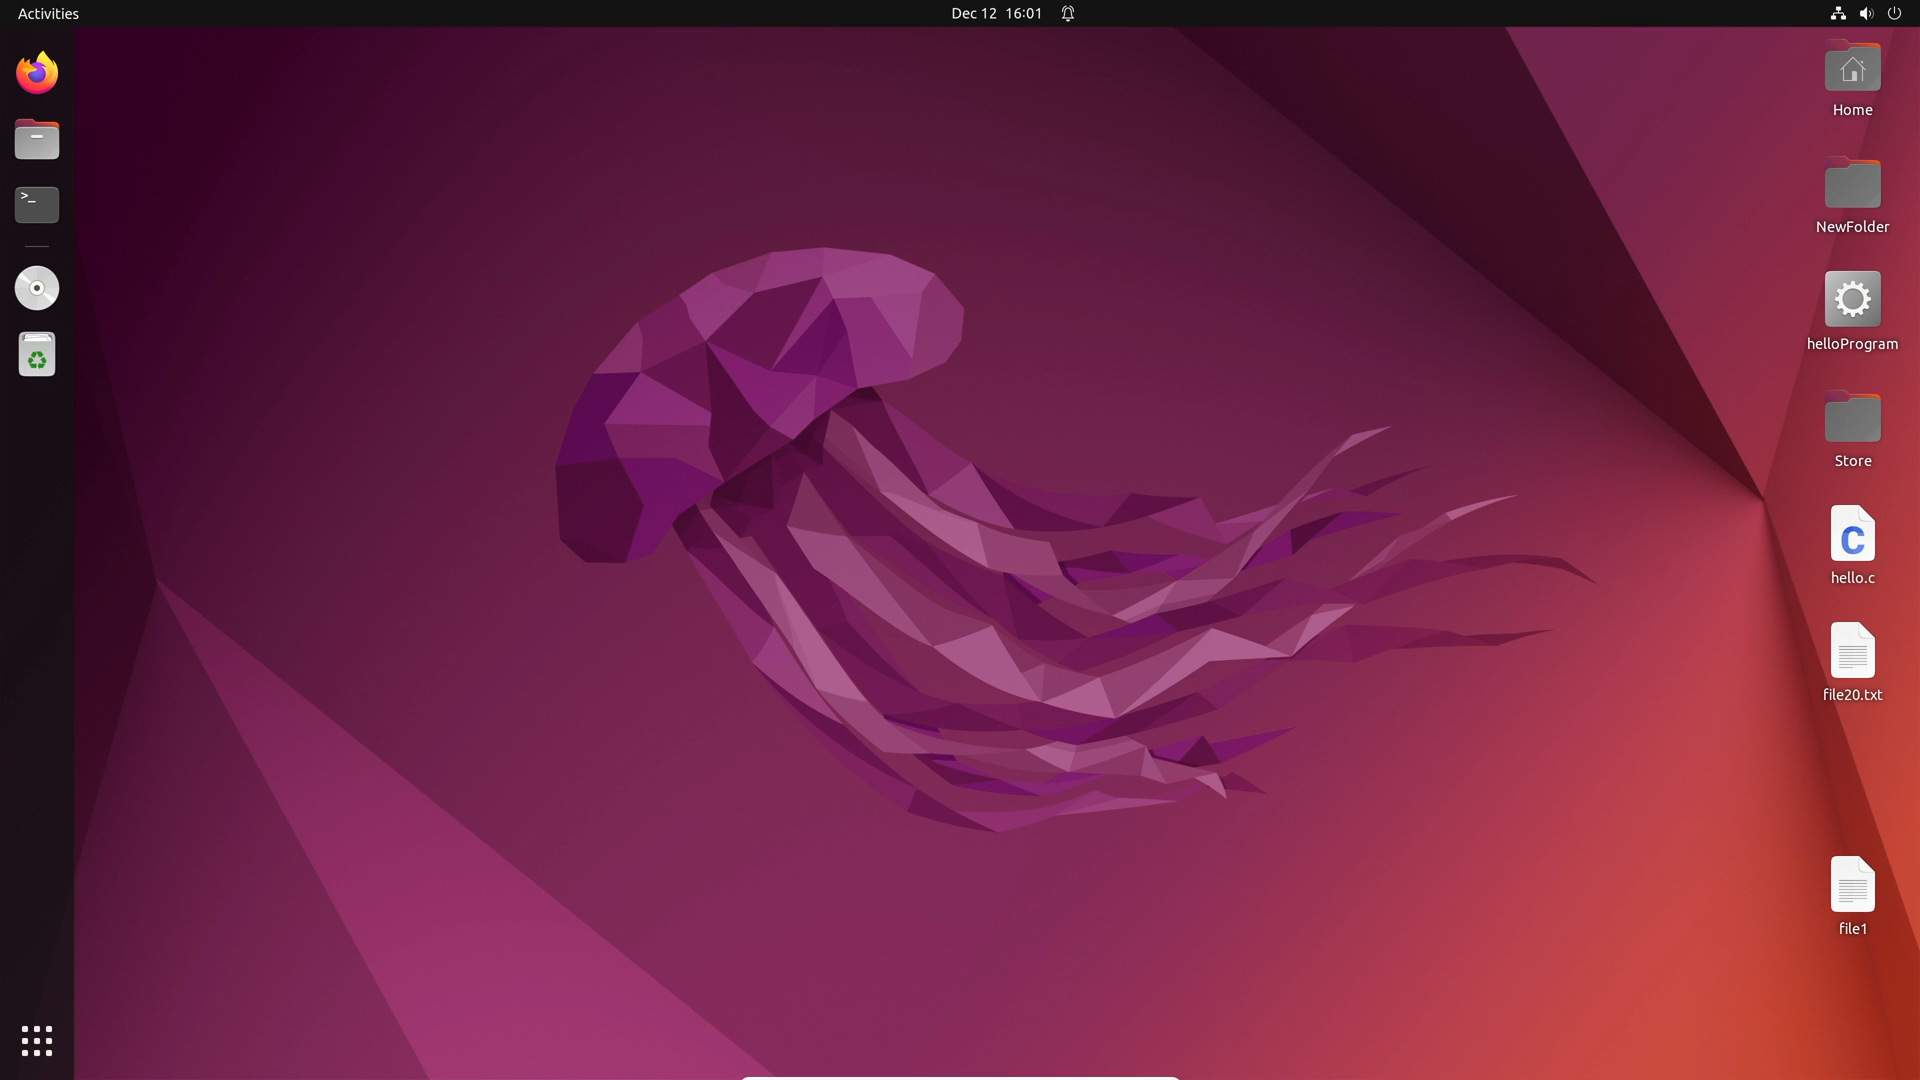 Activities
Dec 12 16:01
>_
Home
NewFolder
helloProgram
Store
C
hello.c
file20.txt
file1